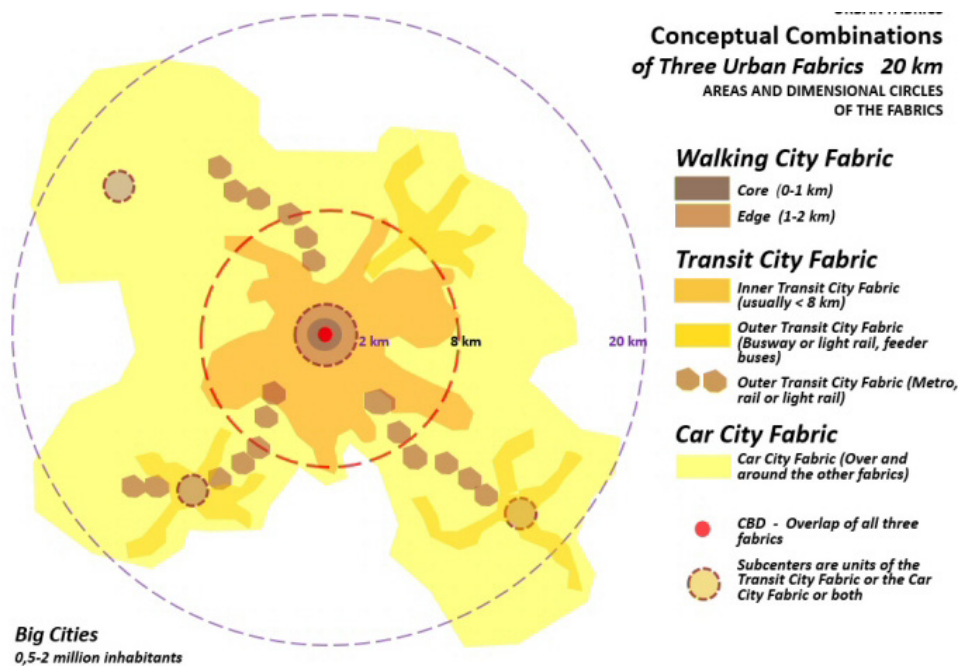 URBAN FABRICS
Conceptual Combinations
of Three Urban Fabrics 20 km
AREAS AND DIMENSIONAL CIRCLES
OF THE FABRICS
Walking City Fabric
Core (0-1 km)
Edge (1-2 km)
Transit City Fabric
Inner Transit City Fabric
(usually < 8 km)
Outer Transit City Fabric
(Busway or light rail, feeder
buses)
Outer Transit City Fabric (Metro,
rail or light rail)
Car City Fabric
Car City Fabric (Over and
around the other fabrics)
CBD - Overlap of all three
fabrics
Subcenters are units of the
Transit City Fabric or the Car
City Fabric or both
2 km
8 km
20 km
Big Cities
0,5-2 million inhabitants